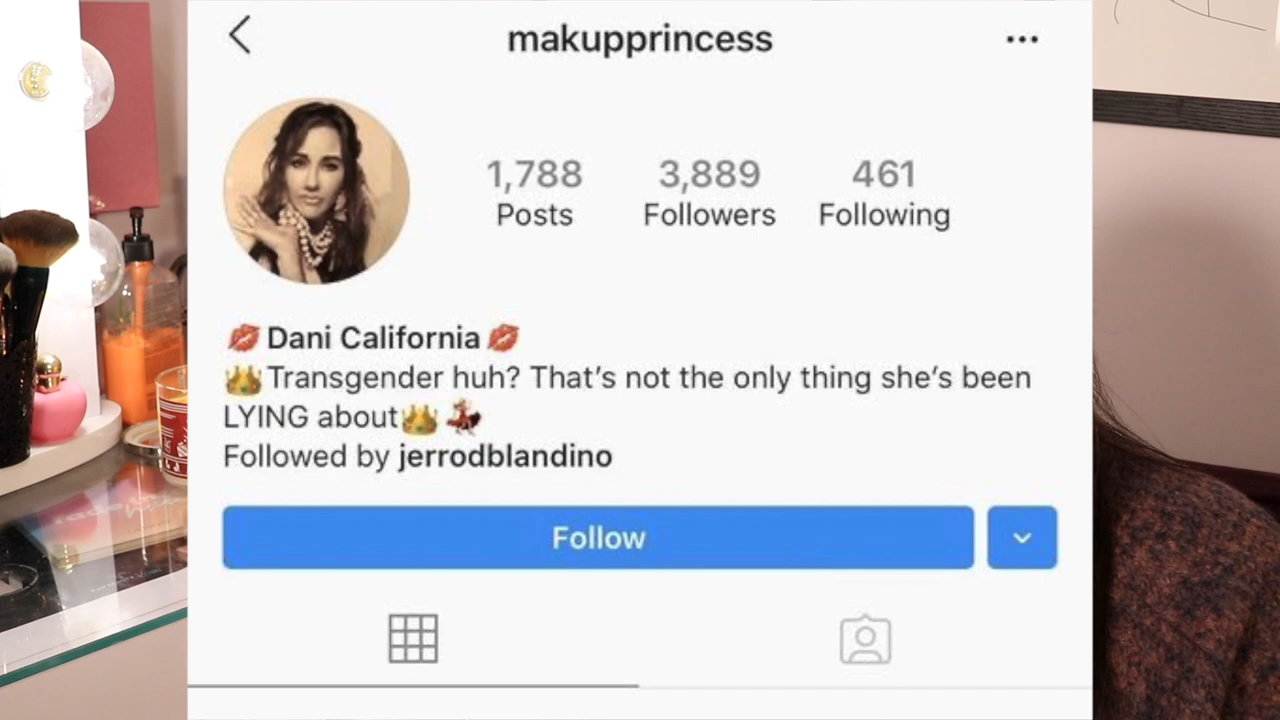 makupprincess
1,788 3,889 461
Posts Followers Following
💋 Dani California 💋
👑Transgender huh? That's not the only thing she's been
LYING about👑💃
Followed by jerrodblandino
Follow